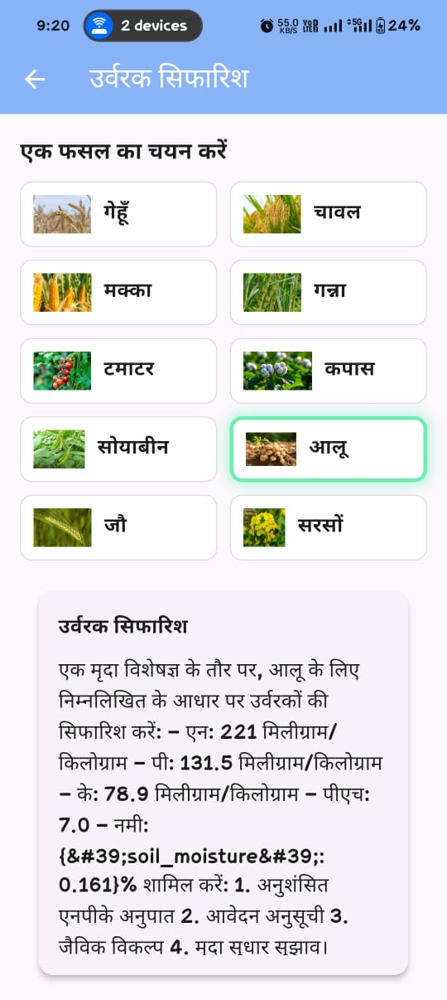 9:20
2 devices
55.0 KB/S
VoD LTED
5G
24%
उर्वरक सिफारिश
एक फसल का चयन करें
गेहूँ
चावल
मक्का
गन्ना
टमाटर
कपास
सोयाबीन
आलू
जौ
सरसों
उर्वरक सिफारिश
एक मृदा विशेषज्ञ के तौर पर, आलू के लिए
निम्नलिखित के आधार पर उर्वरकों की
सिफारिश करें: – एन: 221 मिलीग्राम/
किलोग्राम – पी: 131.5 मिलीग्राम/किलोग्राम
– के: 78.9 मिलीग्राम/किलोग्राम – पीएच:
7.0 – नमी:
{&#39;soil_moisture&#39;:
0.161}% शामिल करें: 1. अनुशंसित
एनपीके अनुपात 2. आवेदन अनुसूची 3.
जैविक विकल्प 4. मृदा सुधार सुझाव।